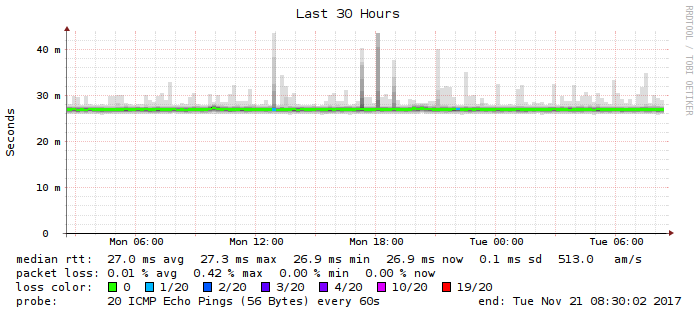 Last 30 Hours
RRDTOOL / TOBI OETIKER
Seconds
40 m
30 m
20 m
10 m
0
Mon 06:00 Mon 12:00 Mon 18:00 Tue 00:00 Tue 06:00
median rtt: 27.0 ms avg 27.3 ms max 26.9 ms min 26.9 ms now 0.1 ms sd 513.0 am/s
packet loss: 0.01 % avg 0.42 % max 0.00 % min 0.00 % now
loss color: 0 1/20 2/20 3/20 4/20 10/20 19/20
probe: 20 ICMP Echo Pings (56 Bytes) every 60s end: Tue Nov 21 08:30:02 2017